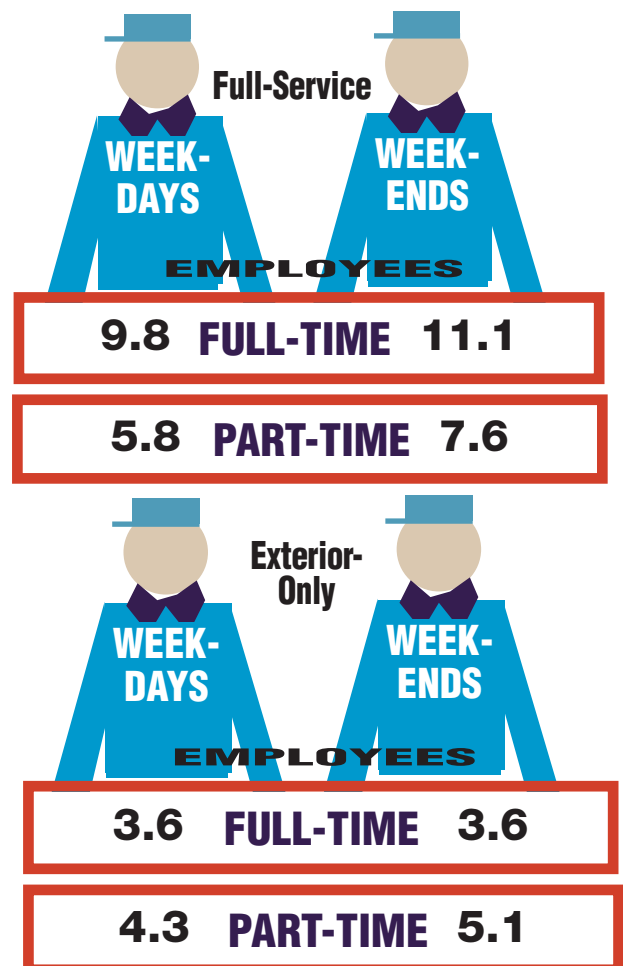 Full-Service
WEEK-
DAYS
WEEK-
ENDS
EMPLOYEES
9.8 FULL-TIME 11.1
5.8 PART-TIME 7.6
Exterior-
Only
WEEK-
DAYS
WEEK-
ENDS
EMPLOYEES
3.6 FULL-TIME 3.6
4.3 PART-TIME 5.1